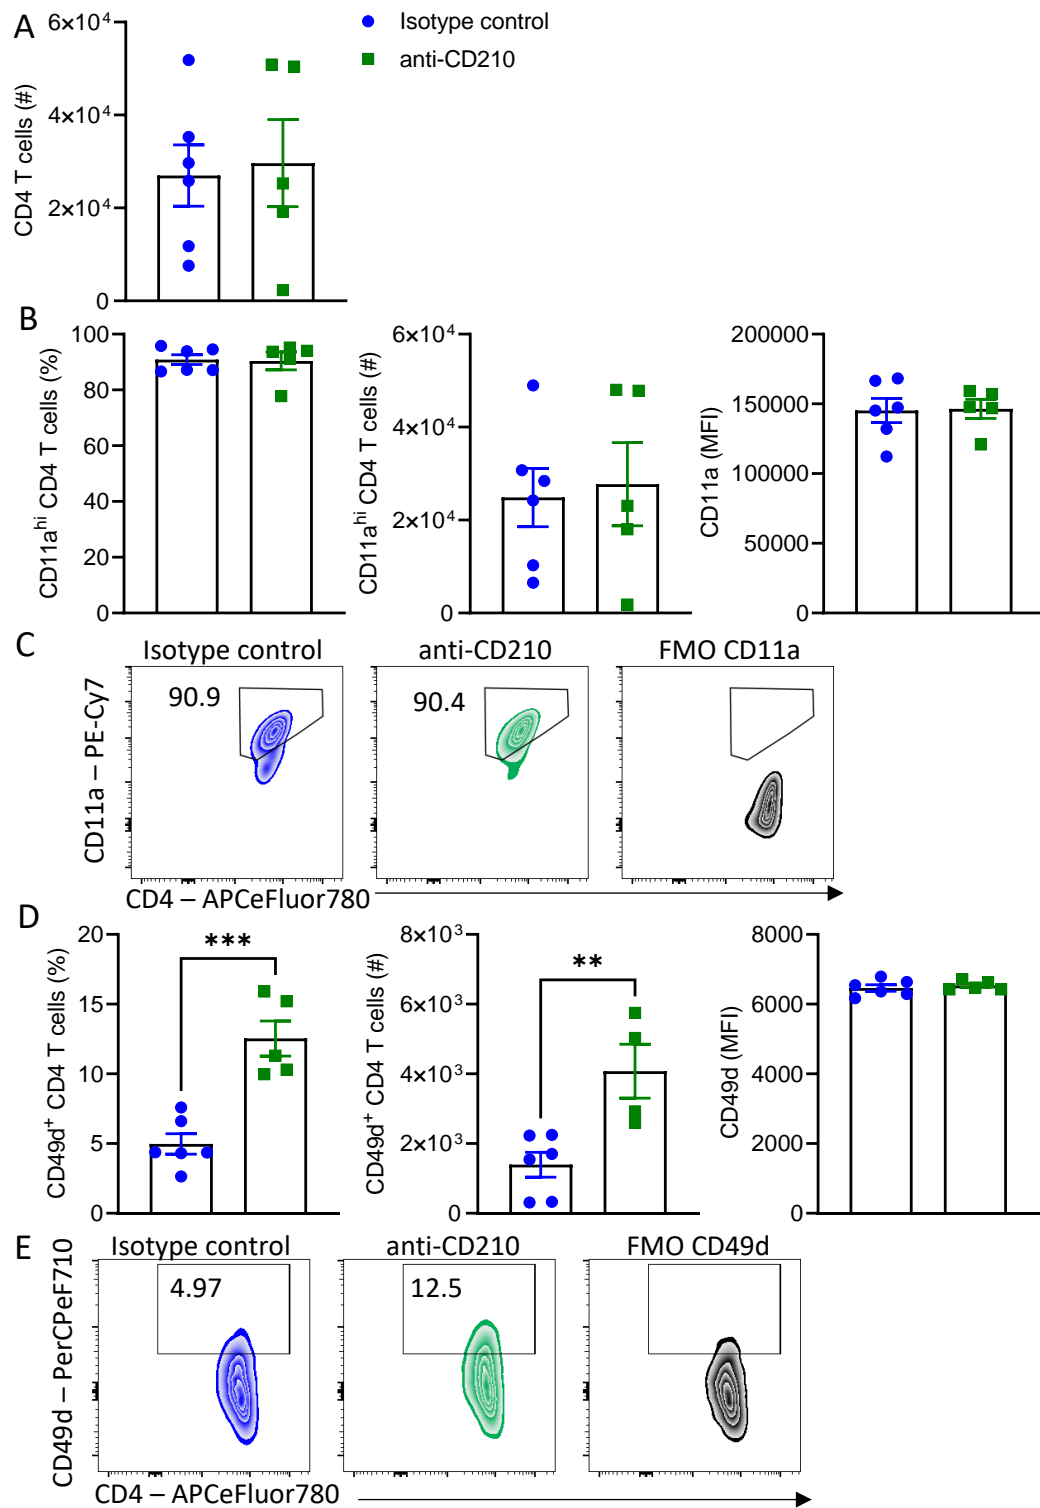 A
CD4 T cells (#)
6×10⁴
4×10⁴
2×10⁴
0
Isotype control
anti-CD210
B
CD11aʰⁱ CD4 T cells (%)
100
80
60
40
20
0
CD11aʰⁱ CD4 T cells (#)
6×10⁴
4×10⁴
2×10⁴
0
CD11a (MFI)
200000
150000
100000
50000
0
C
Isotype control
anti-CD210
FMO CD11a
90.9
90.4
CD11a – PE-Cy7
CD4 – APCeFluor780
D
CD49d⁺ CD4 T cells (%)
20
15
10
5
0
***
CD49d⁺ CD4 T cells (#)
8×10³
6×10³
4×10³
2×10³
0
**
CD49d (MFI)
8000
6000
4000
2000
0
E
Isotype control
anti-CD210
FMO CD49d
4.97
12.5
CD49d – PerCPeF710
CD4 – APCeFluor780